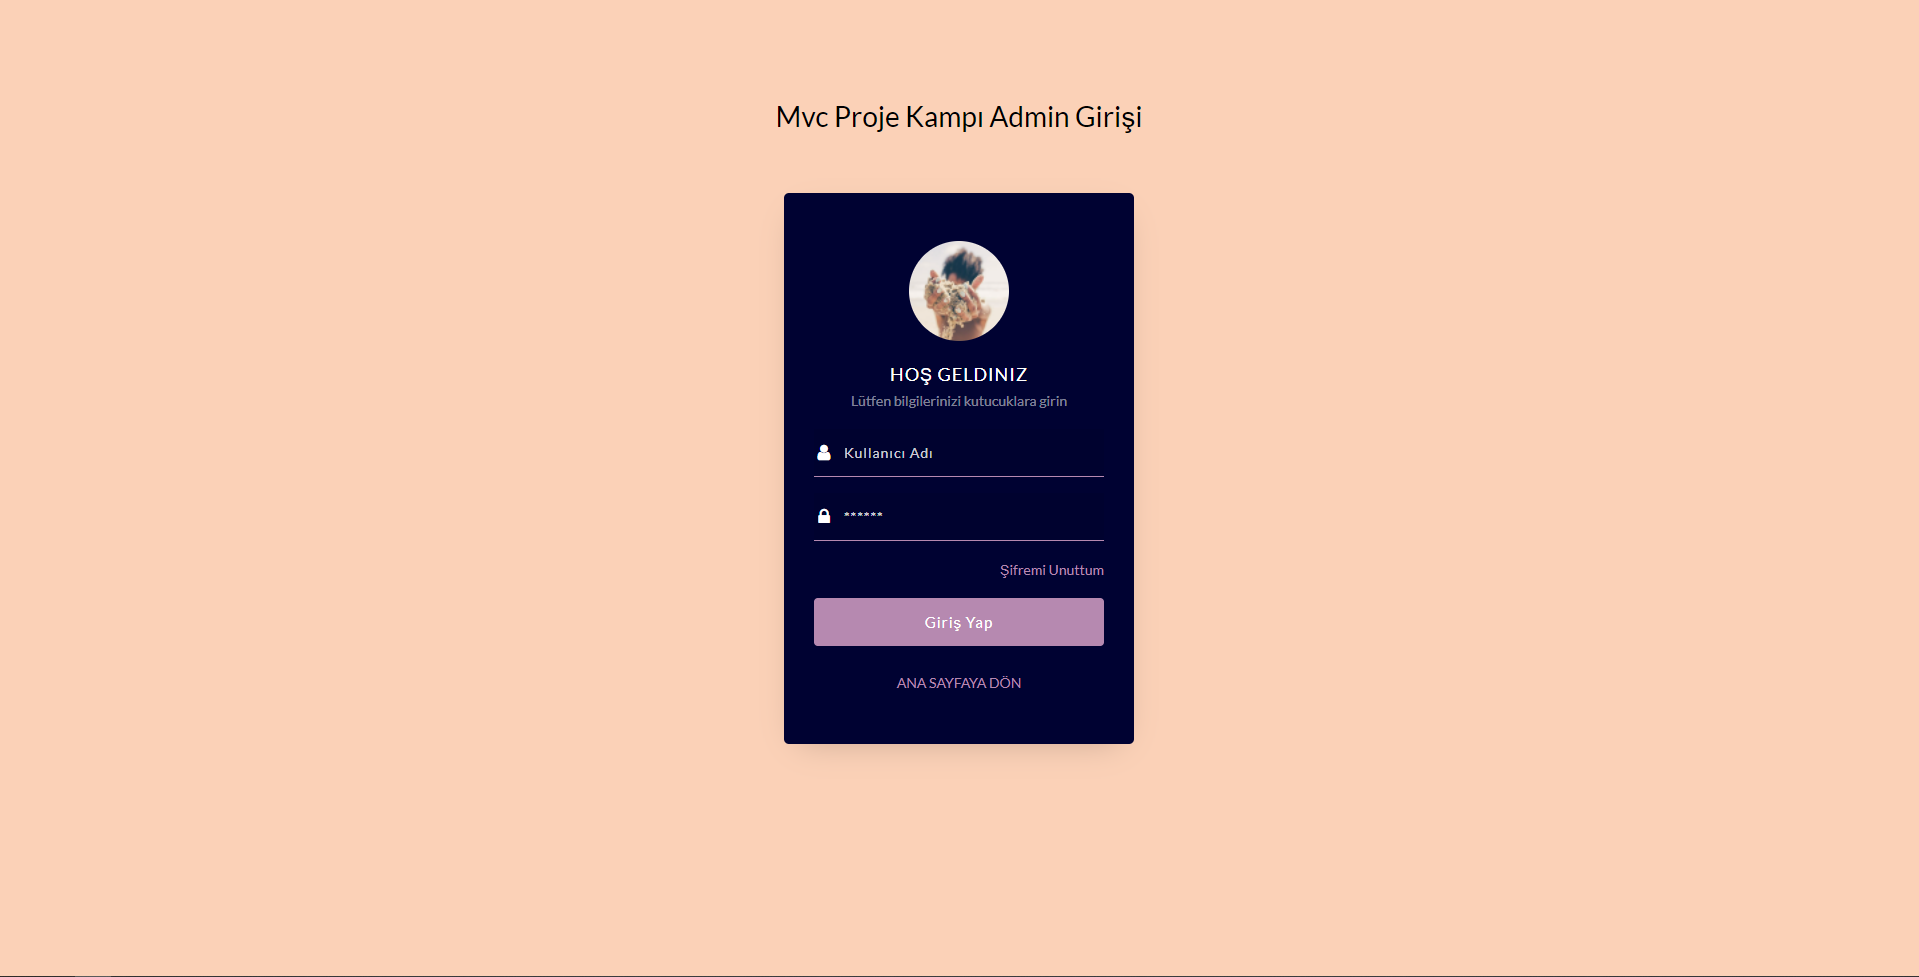 Mvc Proje Kampı Admin Girişi
HOŞ GELDINIZ
Lütfen bilgilerinizi kutucuklara girin
Kullanıcı Adı
******
Şifremi Unuttum
Giriş Yap
ANA SAYFAYA DÖN